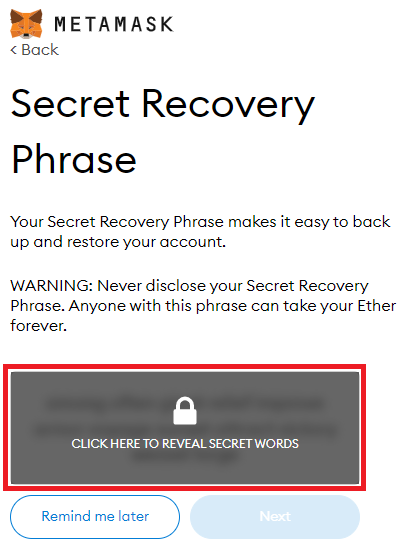 METAMASK
< Back
Secret Recovery
Phrase
Your Secret Recovery Phrase makes it easy to back
up and restore your account.
WARNING: Never disclose your Secret Recovery
Phrase. Anyone with this phrase can take your Ether
forever.
CLICK HERE TO REVEAL SECRET WORDS
Remind me later
Next